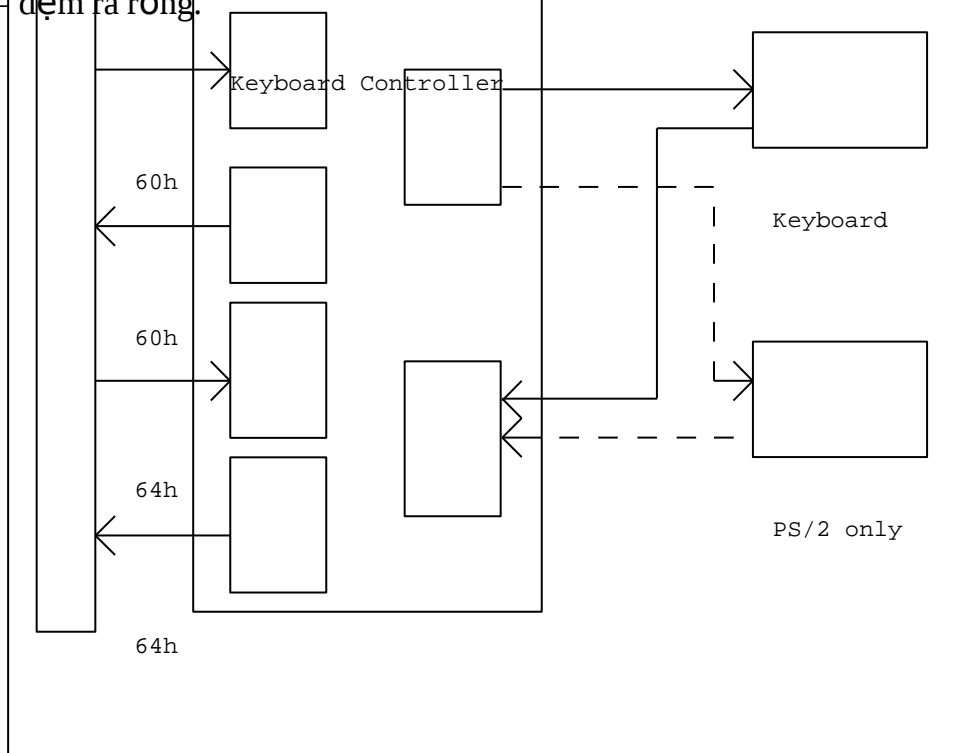 đệm ra rỗng.
Keyboard Controller
60h
Keyboard
60h
64h
PS/2 only
64h